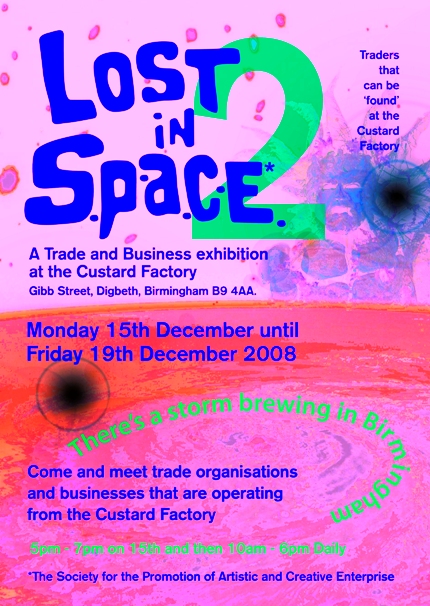 LOST
iN
S.p.a.C.E.*
2
Traders
that
can be
'found'
at the
Custard
Factory
A Trade and Business exhibition
at the Custard Factory
Gibb Street, Digbeth, Birmingham B9 4AA.
Monday 15th December until
Friday 19th December 2008
There's a storm brewing in Birmingham
Come and meet trade organisations
and businesses that are operating
from the Custard Factory
5pm - 7pm on 15th and then 10am - 6pm Daily
*The Society for the Promotion of Artistic and Creative Enterprise